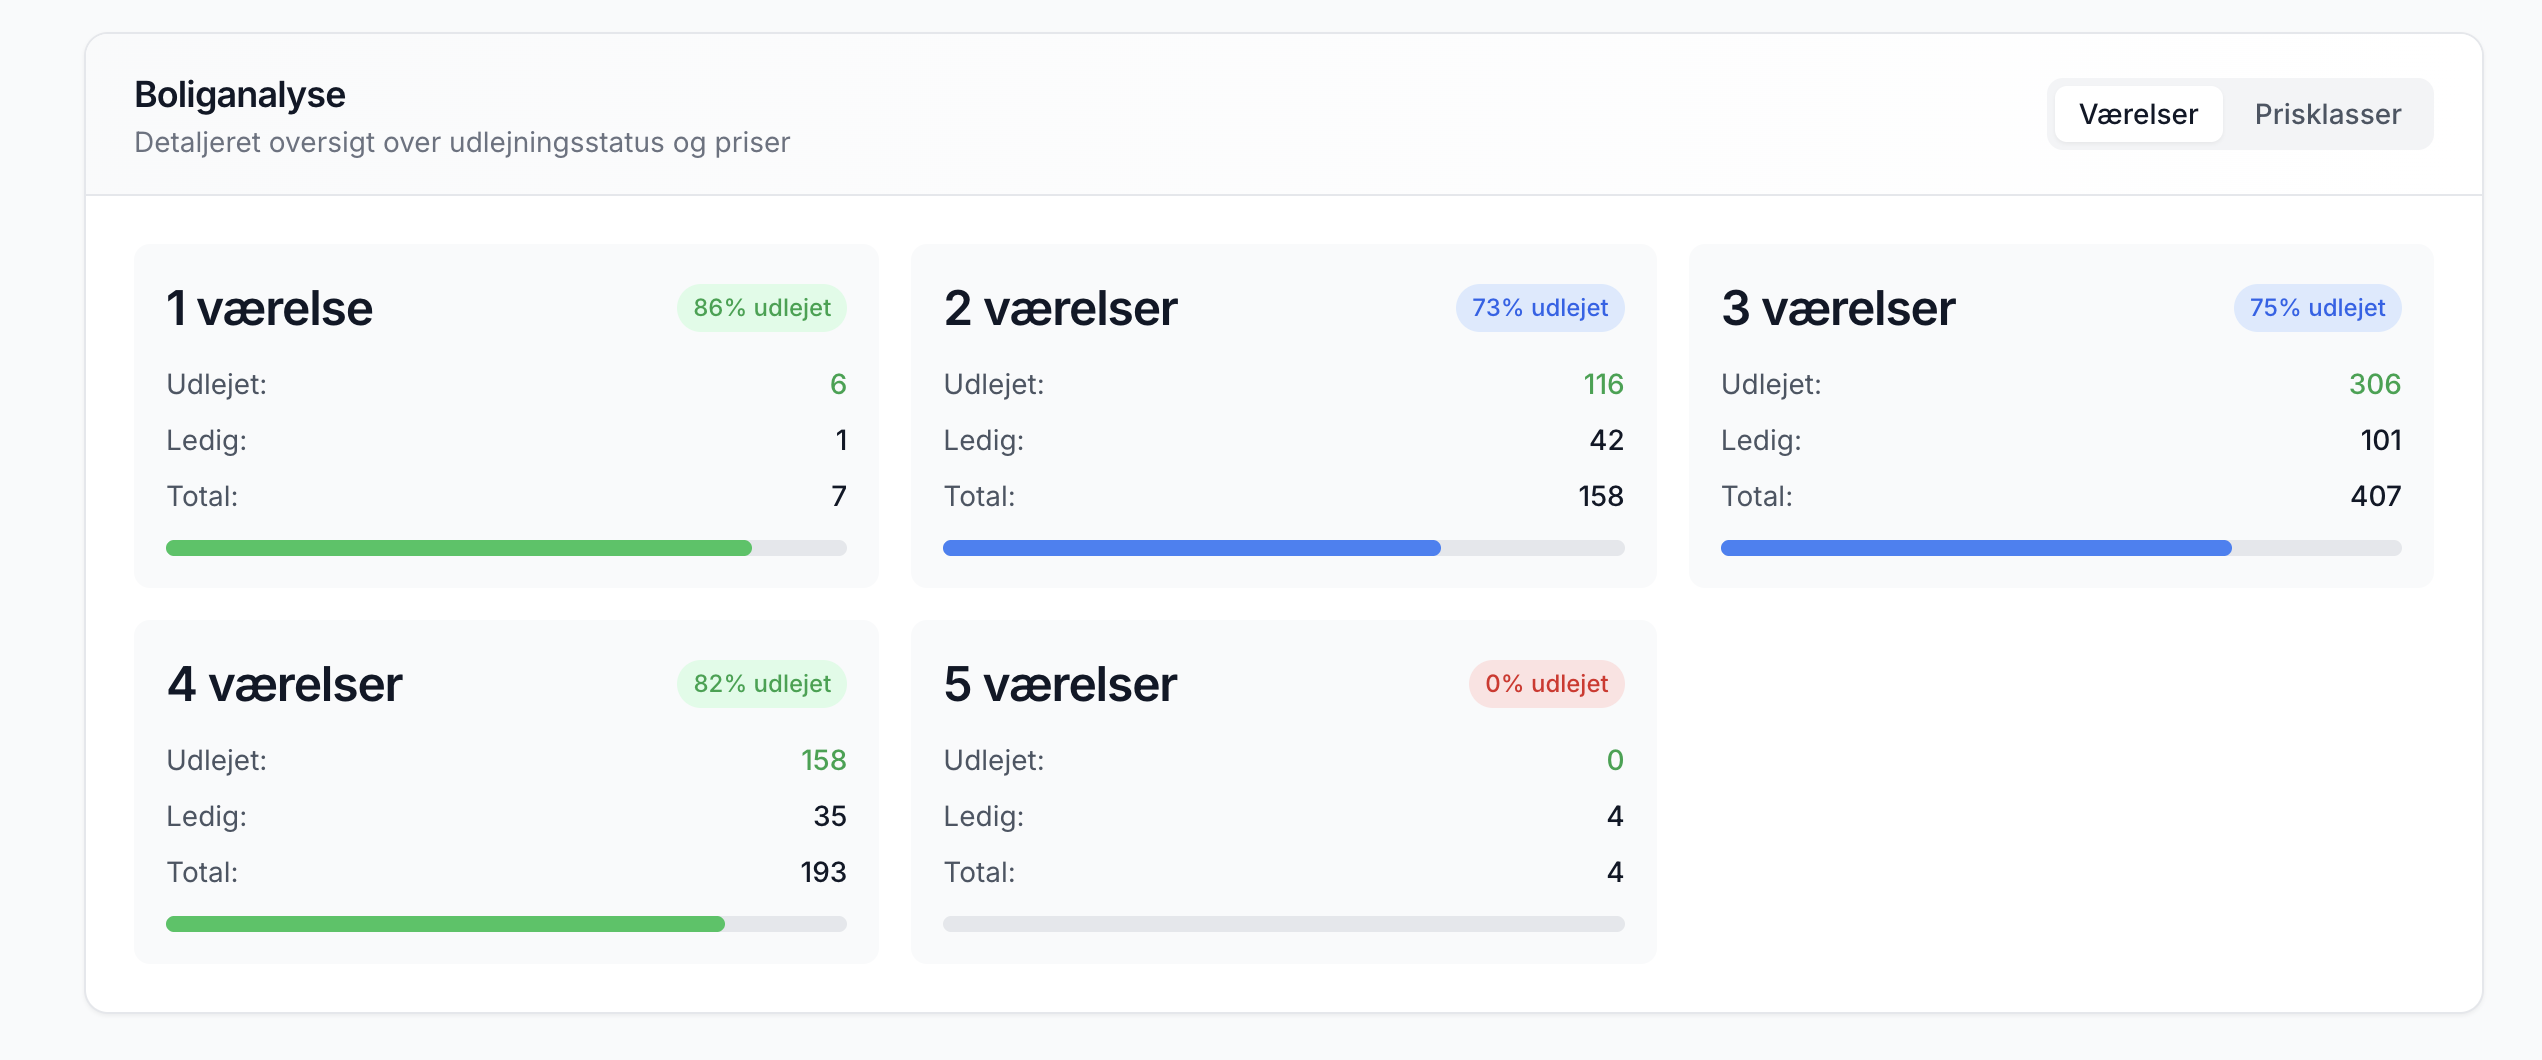 Boliganalyse
Detaljeret oversigt over udlejningsstatus og priser
Værelser Prisklasser
1 værelse 86% udlejet
Udlejet: 6
Ledig: 1
Total: 7
2 værelser 73% udlejet
Udlejet: 116
Ledig: 42
Total: 158
3 værelser 75% udlejet
Udlejet: 306
Ledig: 101
Total: 407
4 værelser 82% udlejet
Udlejet: 158
Ledig: 35
Total: 193
5 værelser 0% udlejet
Udlejet: 0
Ledig: 4
Total: 4